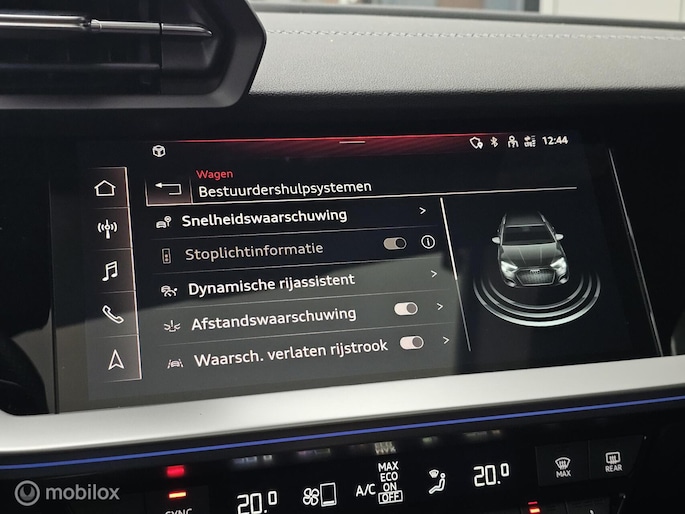 12:44
Wagen
Bestuurdershulpsystemen
Snelheidswaarschuwing
Stoplichtinformatie
Dynamische rijassistent
Afstandswaarschuwing
Waarsch. verlaten rijstrook
MAX
ECO
ON
OFF
A/C
20.0
20.0
SYNC
MAX
REAR
mobilox